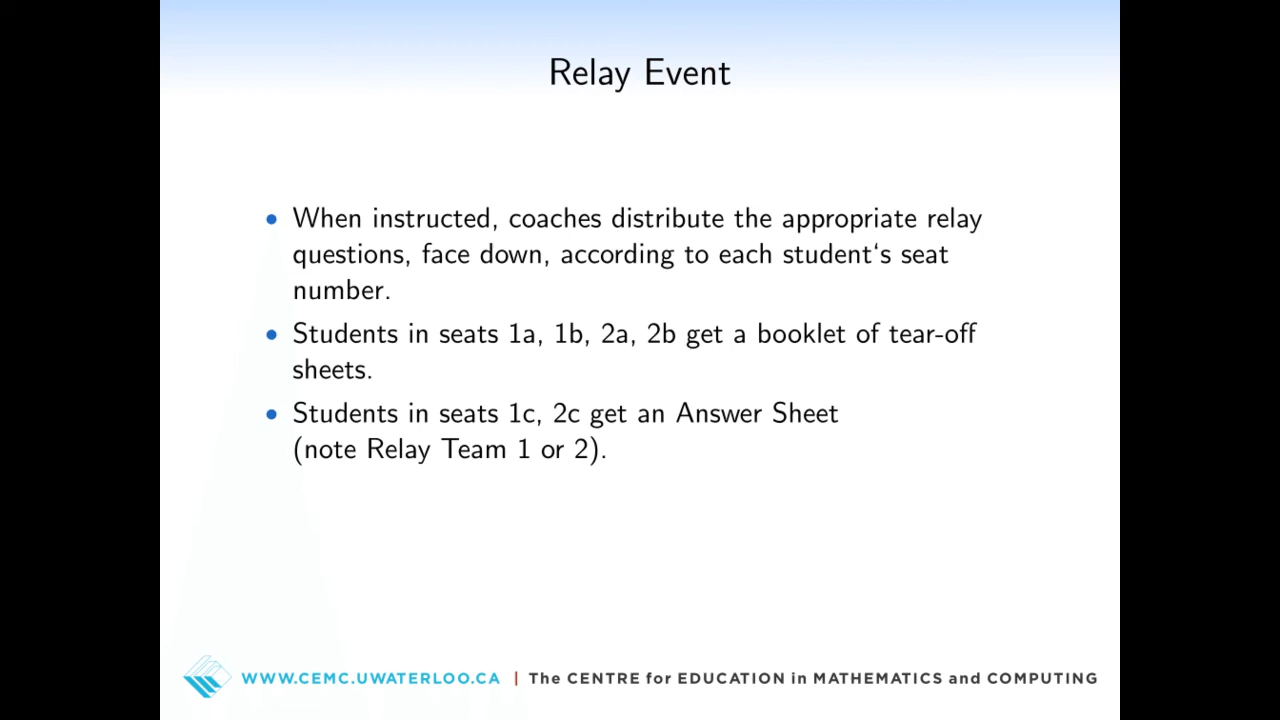 Relay Event
• When instructed, coaches distribute the appropriate relay
questions, face down, according to each student‘s seat
number.
• Students in seats 1a, 1b, 2a, 2b get a booklet of tear-off
sheets.
• Students in seats 1c, 2c get an Answer Sheet
(note Relay Team 1 or 2).
WWW.CEMC.UWATERLOO.CA | The CENTRE for EDUCATION in MATHEMATICS and COMPUTING